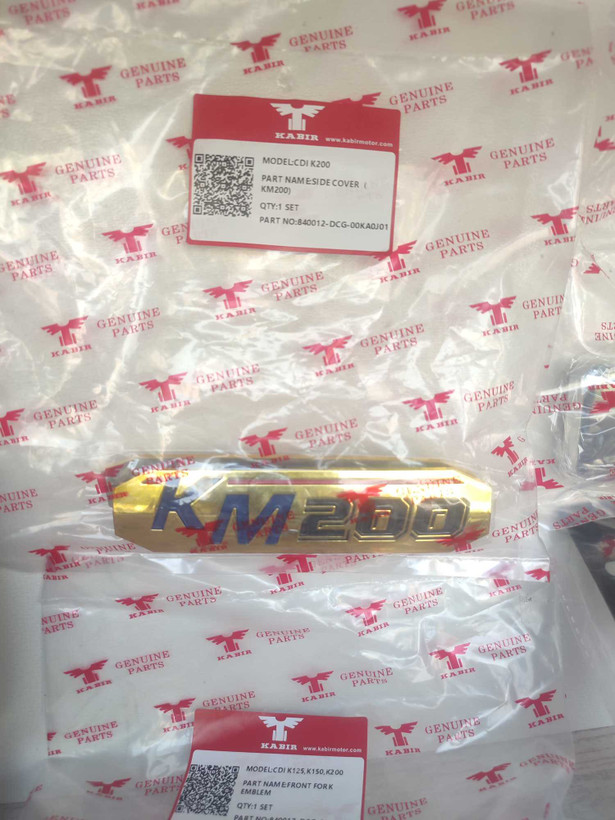 KABIR
www.kabirmotor.com
MODEL:CDI K200
PART NAME:SIDE COVER (
KM200)
QTY:1 SET
PART NO:840012-DCG-00KA0J01
GENUINE
PARTS
KABIR
KM200
KABIR
www.kabirmotor.com
MODEL:CDI K125,K150,K200
PART NAME:FRONT FORK
EMBLEM
QTY:1 SET